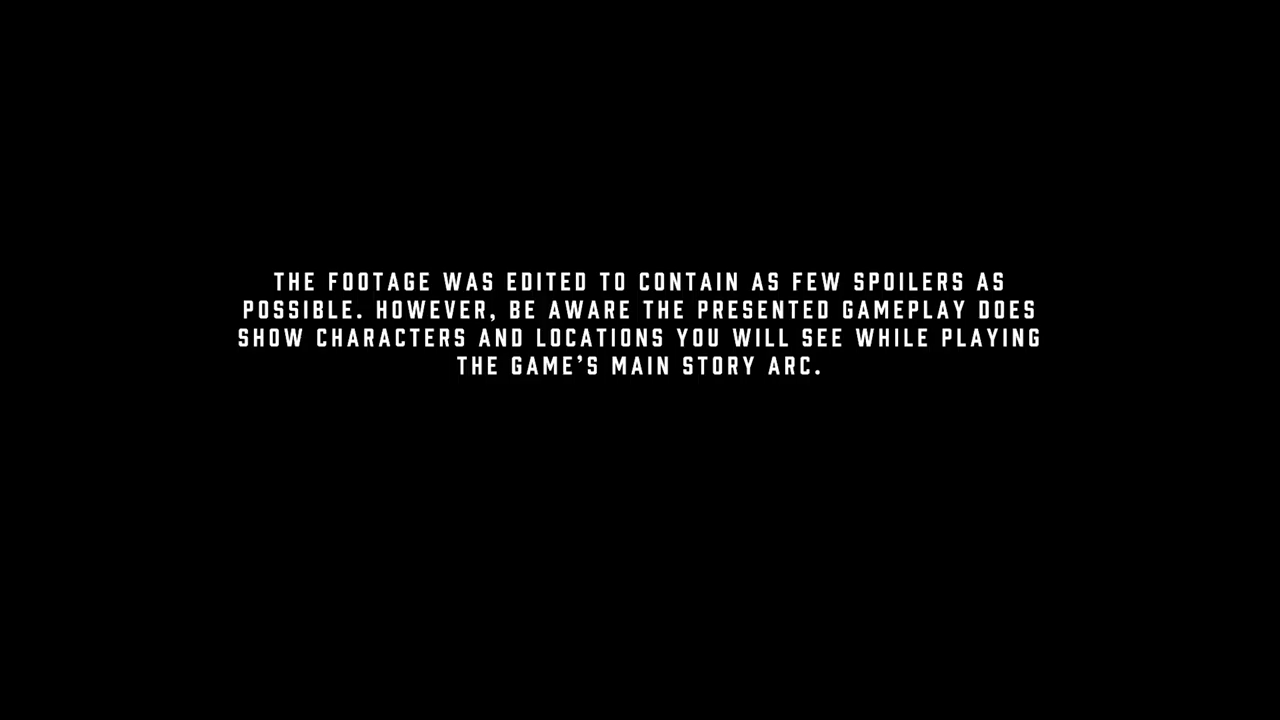 THE FOOTAGE WAS EDITED TO CONTAIN AS FEW SPOILERS AS
POSSIBLE. HOWEVER, BE AWARE THE PRESENTED GAMEPLAY DOES
SHOW CHARACTERS AND LOCATIONS YOU WILL SEE WHILE PLAYING
THE GAME’S MAIN STORY ARC.